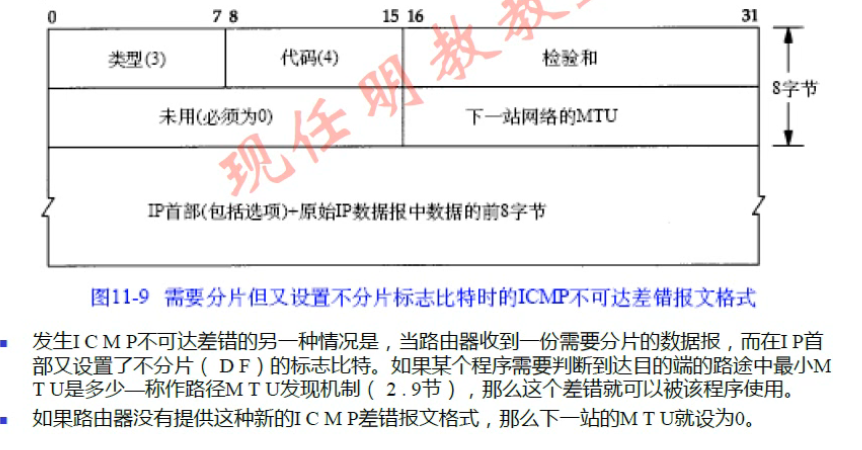 0 7 8 15 16 31
类型(3) 代码(4) 检验和
8字节
未用(必须为0) 下一站网络的MTU
IP首部(包括选项)+原始IP数据报中数据的前8字节
现任明教教
图11-9 需要分片但又设置不分片标志比特时的ICMP不可达差错报文格式
发生I C M P不可达差错的另一种情况是，当路由器收到一份需要分片的数据报，而在I P首
部又设置了不分片（ D F）的标志比特。如果某个程序需要判断到达目的端的路途中最小M
T U是多少—称作路径M T U发现机制（ 2 . 9节），那么这个差错就可以被该程序使用。
如果路由器没有提供这种新的I C M P差错报文格式，那么下一站的M T U就设为0。